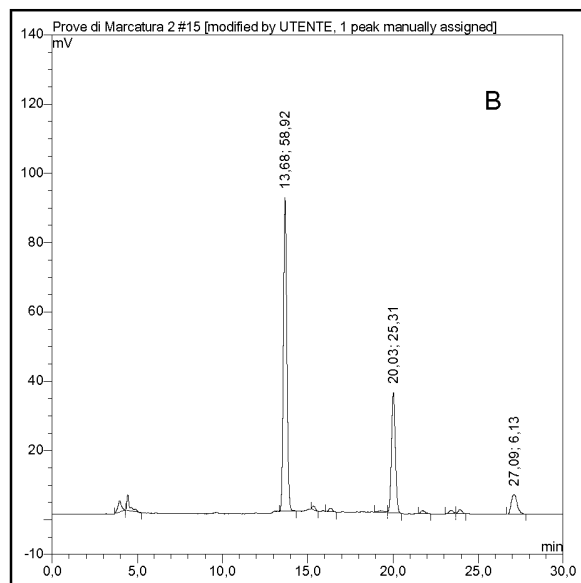 Prove di Marcatura 2 #15 [modified by UTENTE, 1 peak manually assigned]
140
mV
B
120
13,68; 58,92
100
80
60
20,03; 25,31
40
27,09; 6,13
20
min
-10
0,0 5,0 10,0 15,0 20,0 25,0 30,0